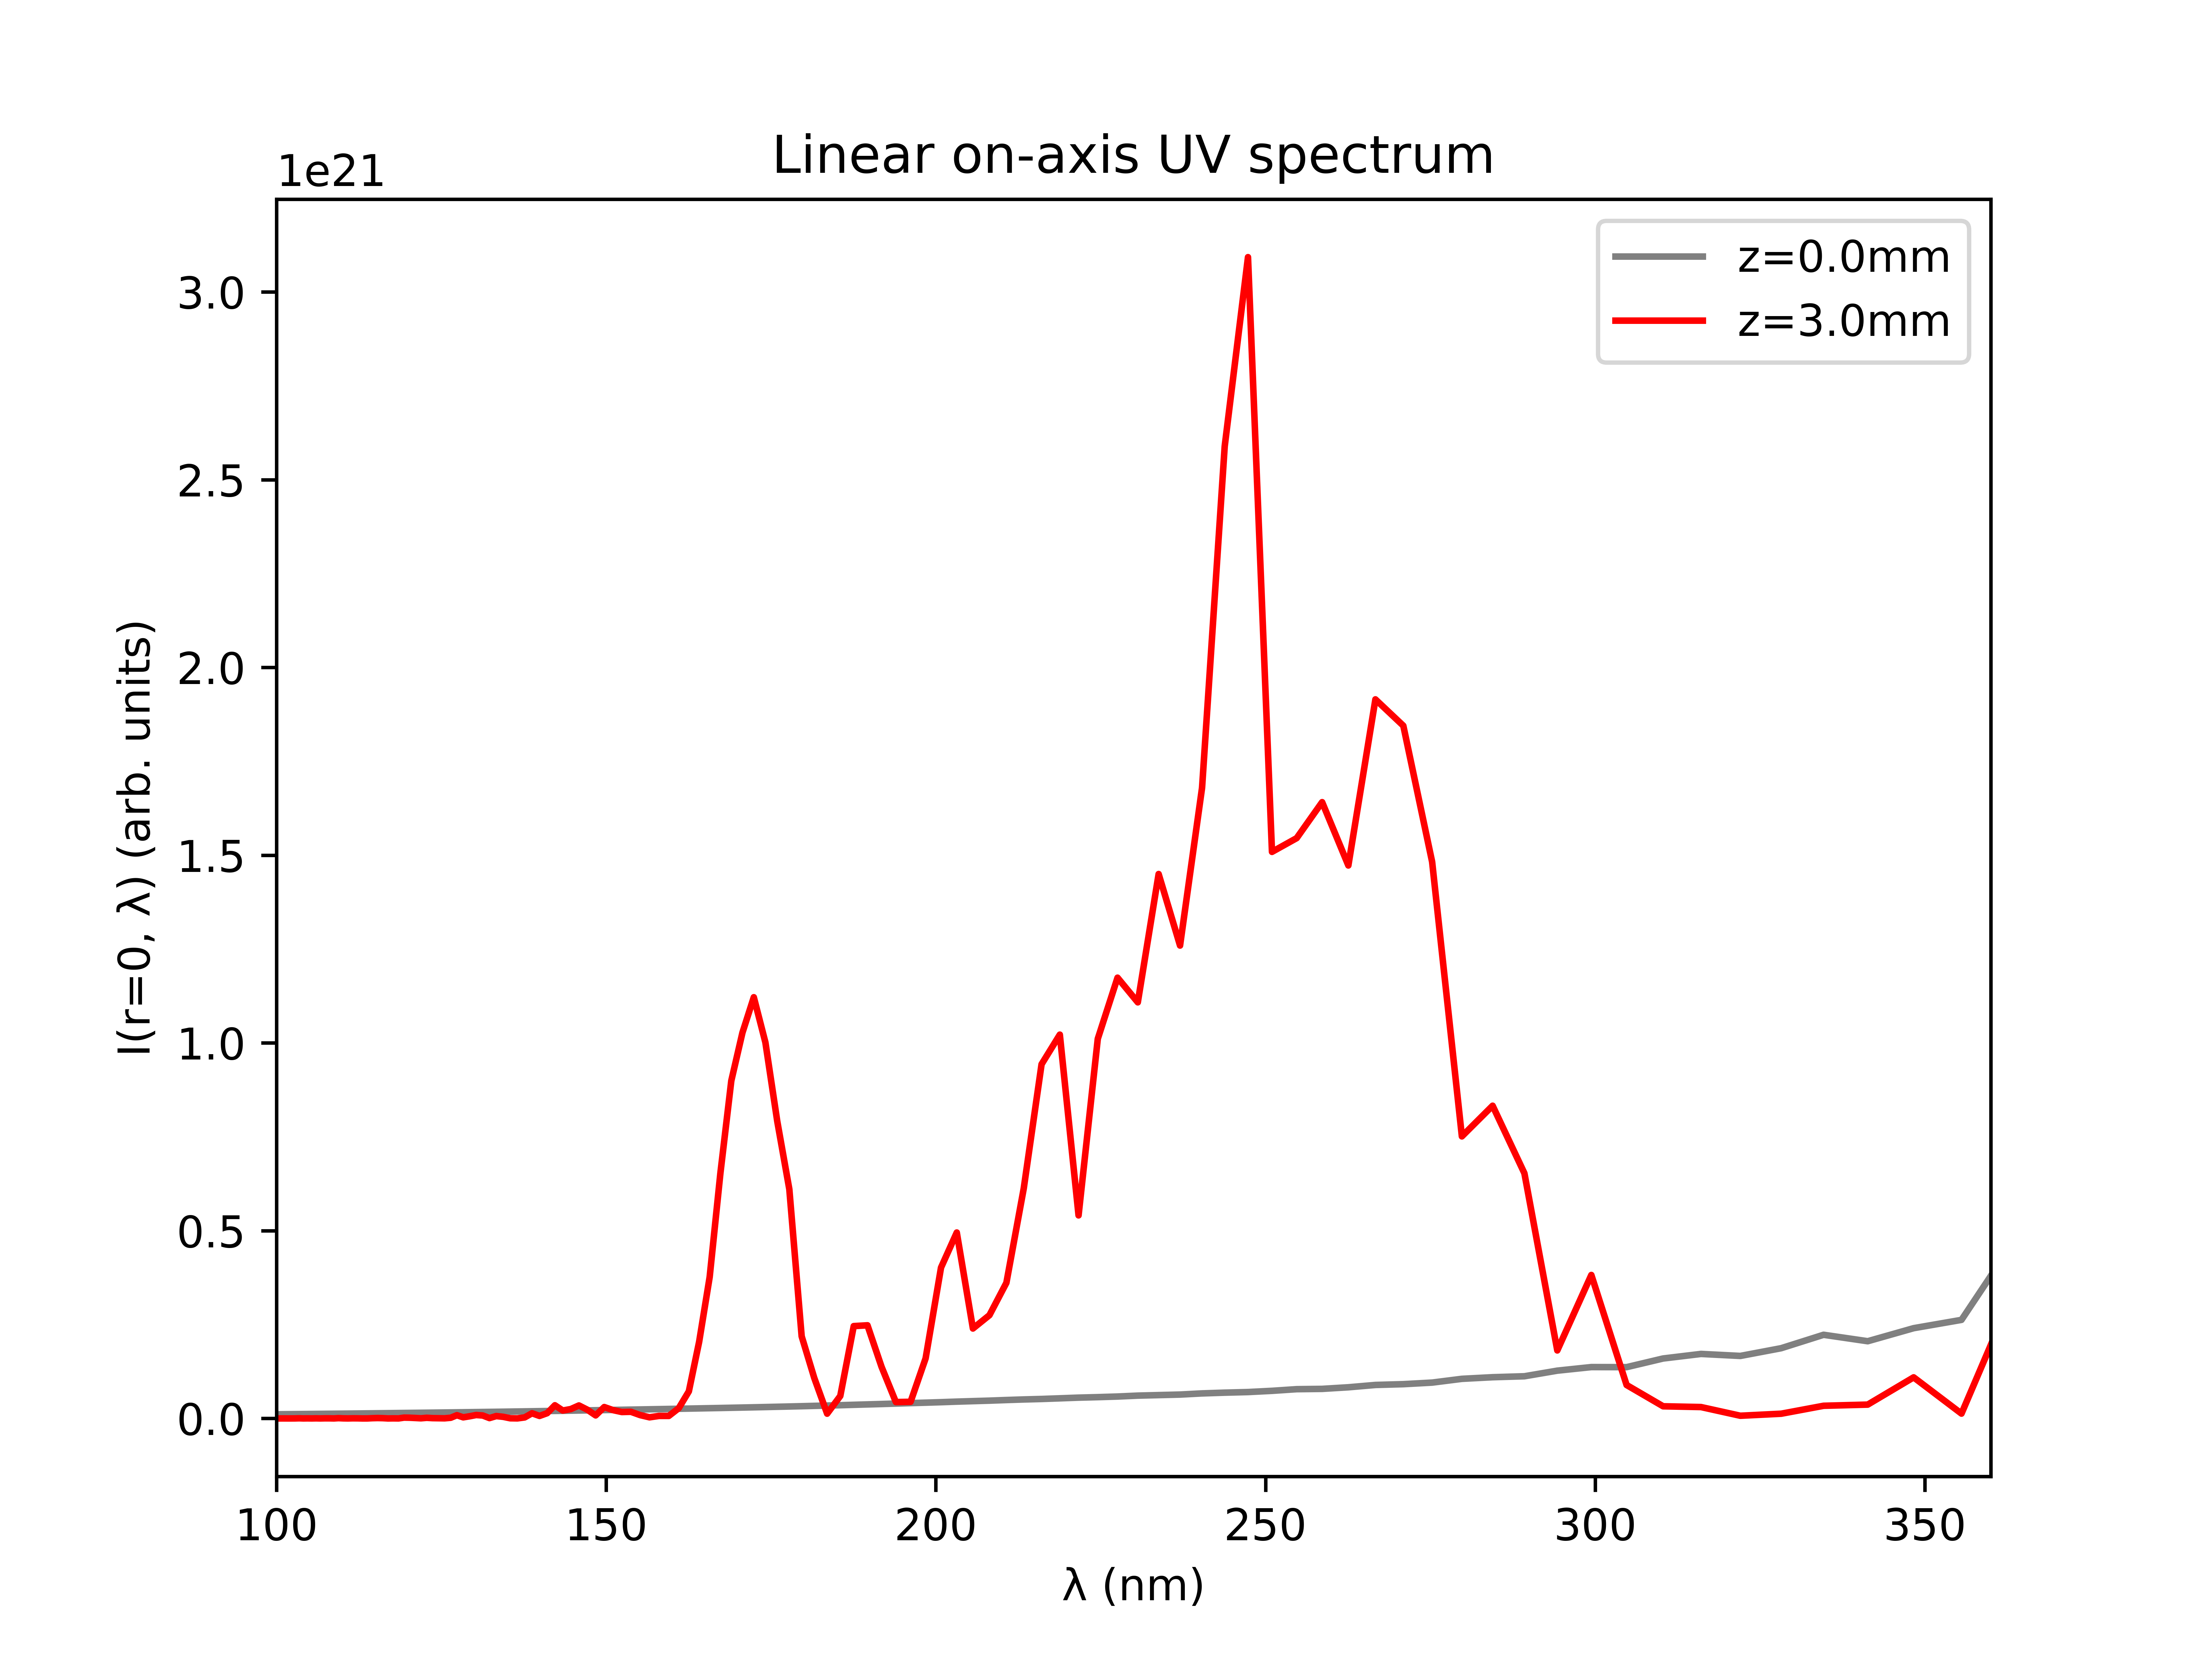 Linear on-axis UV spectrum
1e21
z=0.0mm
z=3.0mm
3.0
2.5
2.0
1.5
1.0
0.5
0.0
I(r=0, λ) (arb. units)
100 150 200 250 300 350
λ (nm)